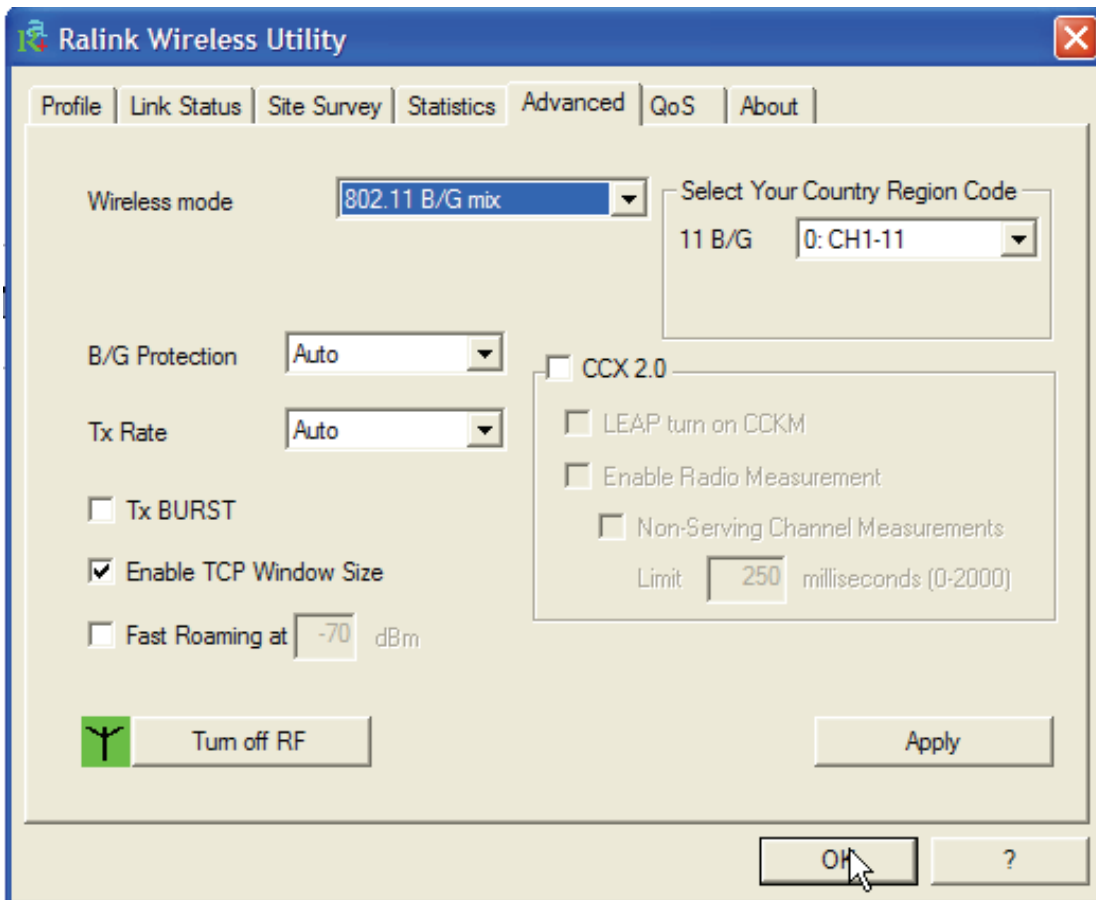 Ralink Wireless Utility
Profile Link Status Site Survey Statistics Advanced QoS About
Wireless mode 802.11 B/G mix
Select Your Country Region Code
11 B/G 0: CH1-11
B/G Protection Auto
Tx Rate Auto
Tx BURST
Enable TCP Window Size
Fast Roaming at -70 dBm
CCX 2.0
LEAP turn on CCKM
Enable Radio Measurement
Non-Serving Channel Measurements
Limit 250 milliseconds (0-2000)
Turn off RF
Apply
OK ?